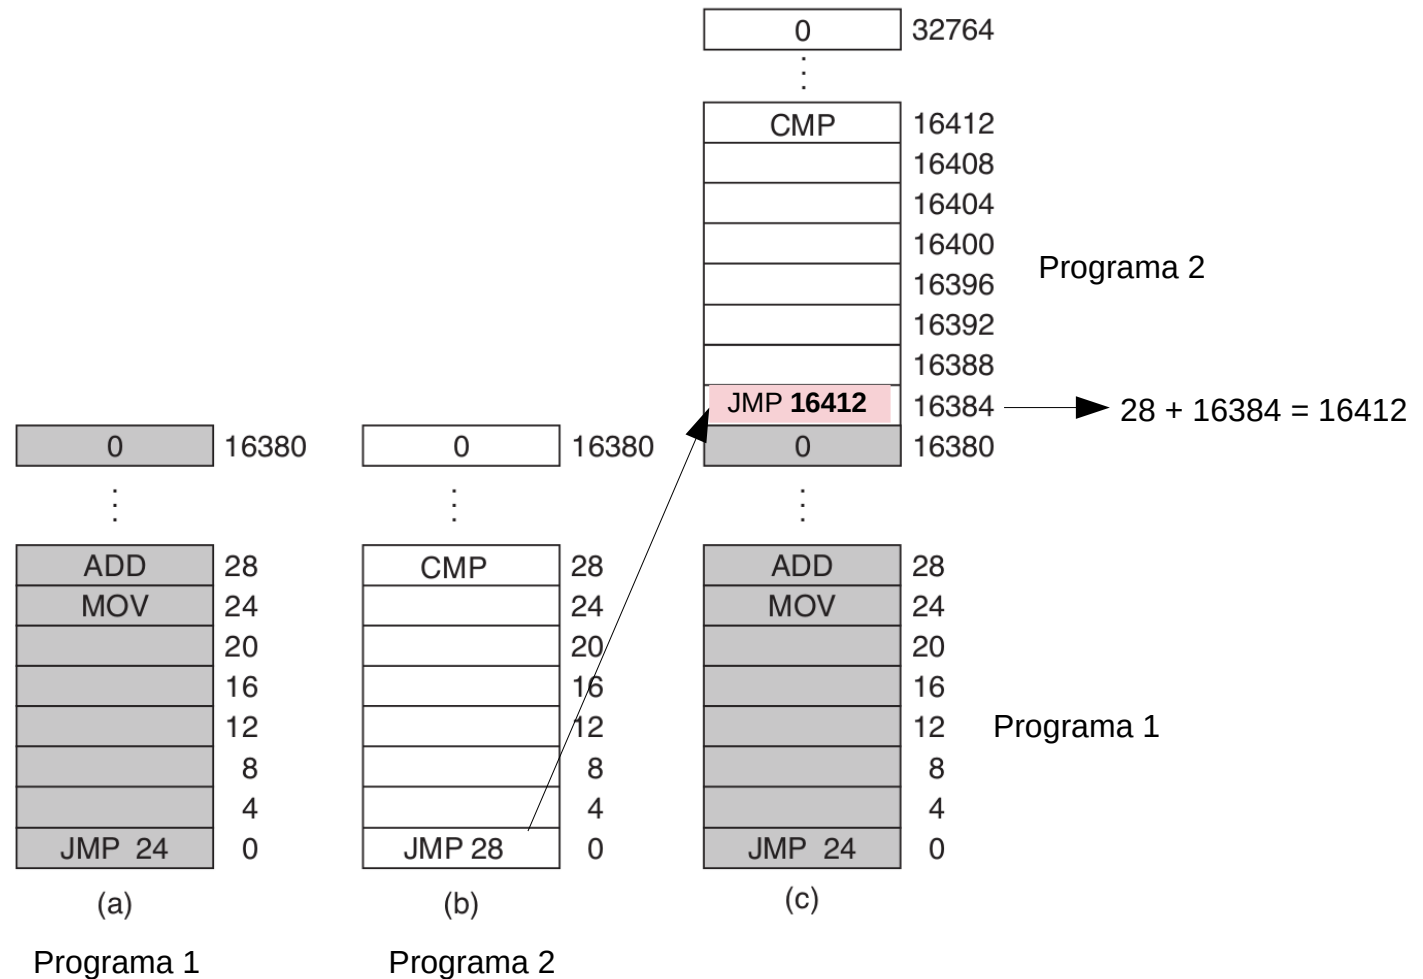 0 32764
CMP 16412
16408
16404
16400
16396
Programa 2
16392
16388
JMP 16412 16384 28 + 16384 = 16412
0 16380 0 16380 0 16380
ADD 28 CMP 28 ADD 28
MOV 24 24 MOV 24
20 20 20
16 16 16
12 12 12 Programa 1
8 8 8
4 4 4
JMP 24 0 JMP 28 0 JMP 24 0
(a) (b) (c)
Programa 1 Programa 2